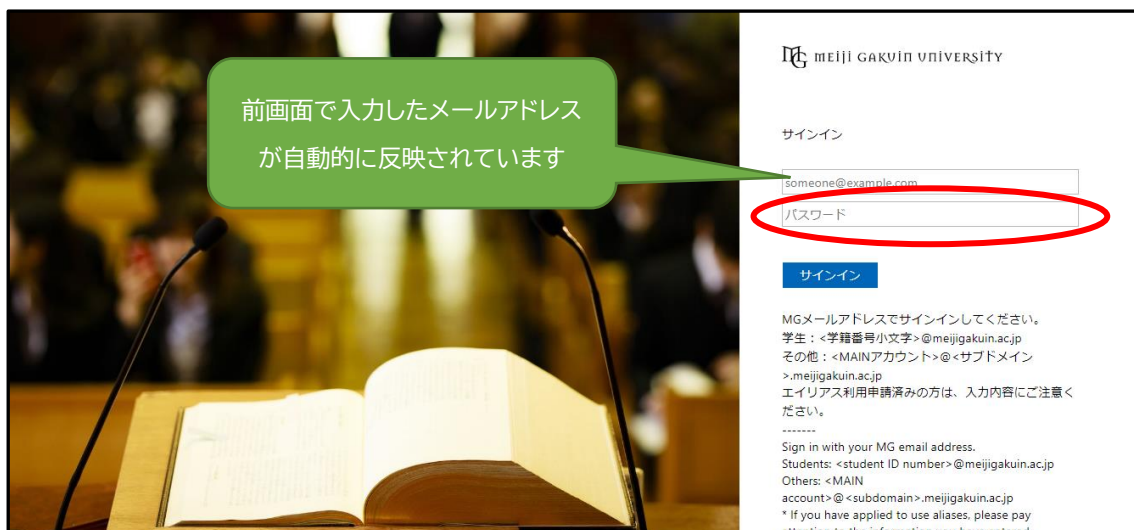 前画面で入力したメールアドレス
が自動的に反映されています
MG MEIJI GAKUIN UNIVERSITY
サインイン
someone@example.com
パスワード
サインイン
MGメールアドレスでサインインしてください。
学生：<学籍番号小文字>@meijigakuin.ac.jp
その他：<MAINアカウント>@<サブドメイン
>.meijigakuin.ac.jp
エイリアス利用申請済みの方は、入力内容にご注意く
ださい。
-------
Sign in with your MG email address.
Students: <student ID number>@meijigakuin.ac.jp
Others: <MAIN
account>@<subdomain>.meijigakuin.ac.jp
* If you have applied to use aliases, please pay